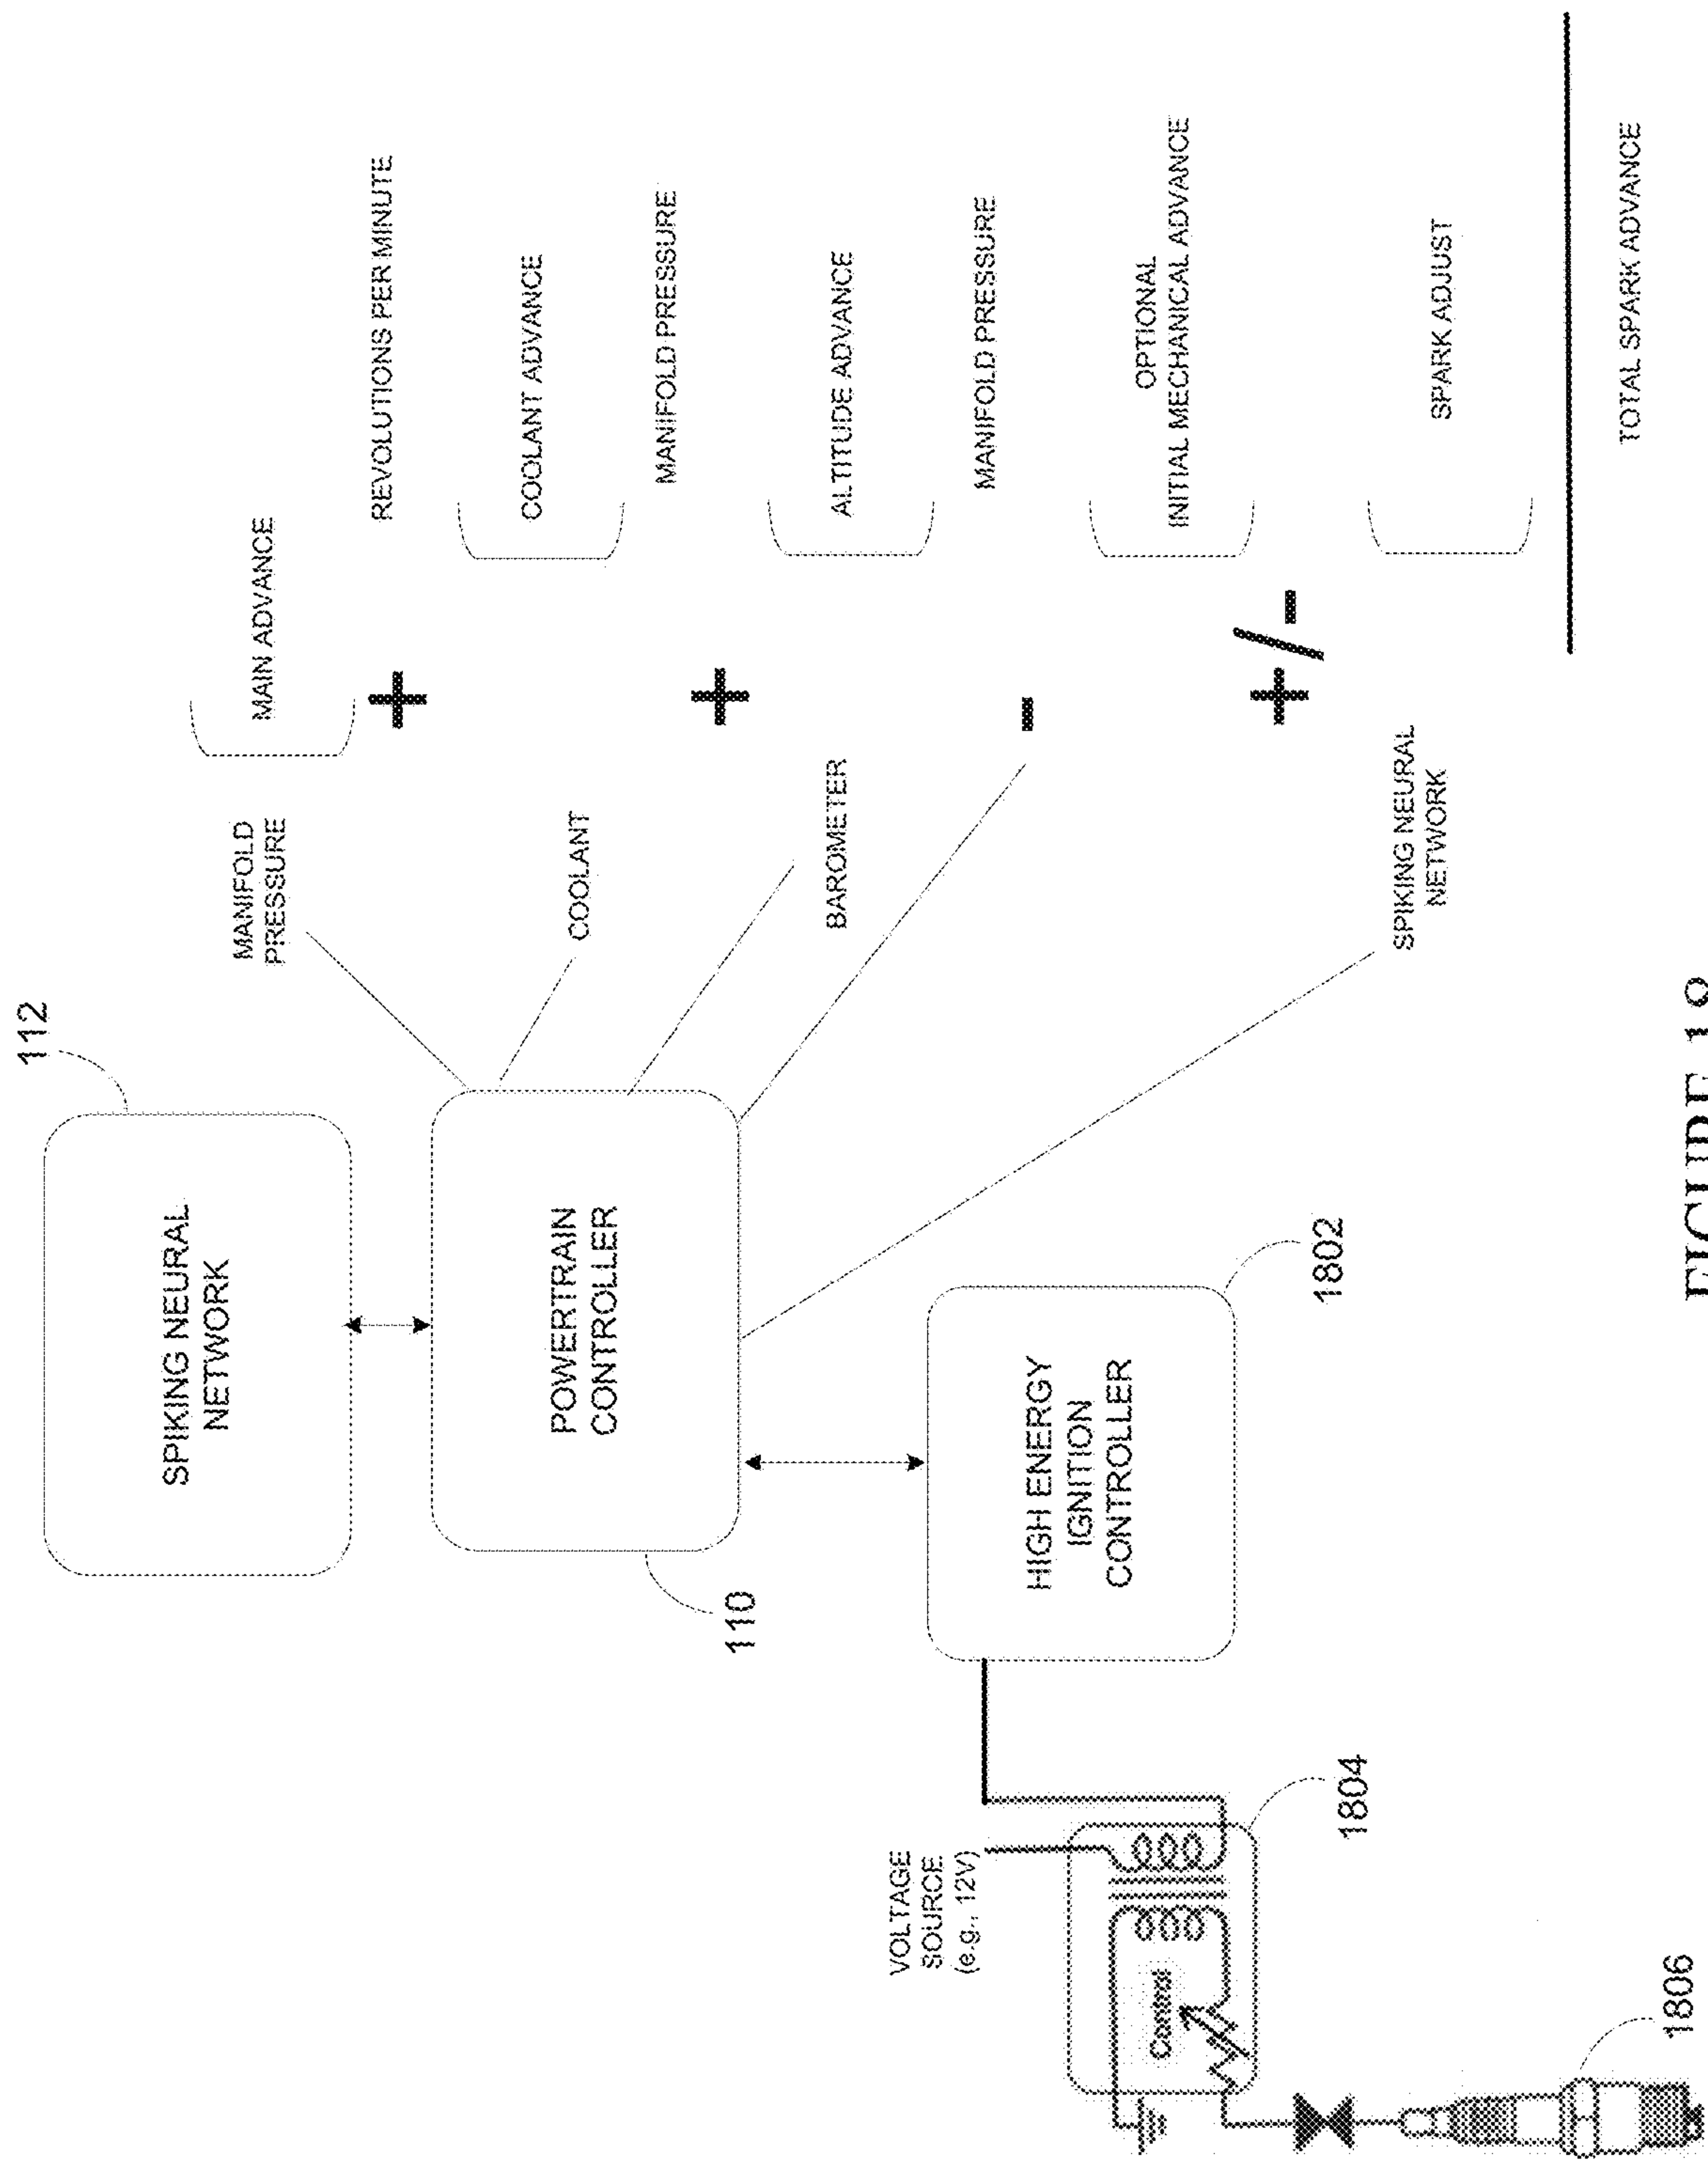 112
SPIKING NEURAL
NETWORK
POWERTRAIN
CONTROLLER
110
HIGH ENERGY
IGNITION
CONTROLLER
1802
VOLTAGE
SOURCE
(e.g., 12V)
Control
1804
1806
MANIFOLD
PRESSURE
COOLANT
BAROMETER
SPIKING NEURAL
NETWORK
MAIN ADVANCE
+
REVOLUTIONS PER MINUTE
COOLANT ADVANCE
+
MANIFOLD PRESSURE
ALTITUDE ADVANCE
-
MANIFOLD PRESSURE
OPTIONAL
INITIAL MECHANICAL ADVANCE
+/-
SPARK ADJUST
TOTAL SPARK ADVANCE
FIGURE 18